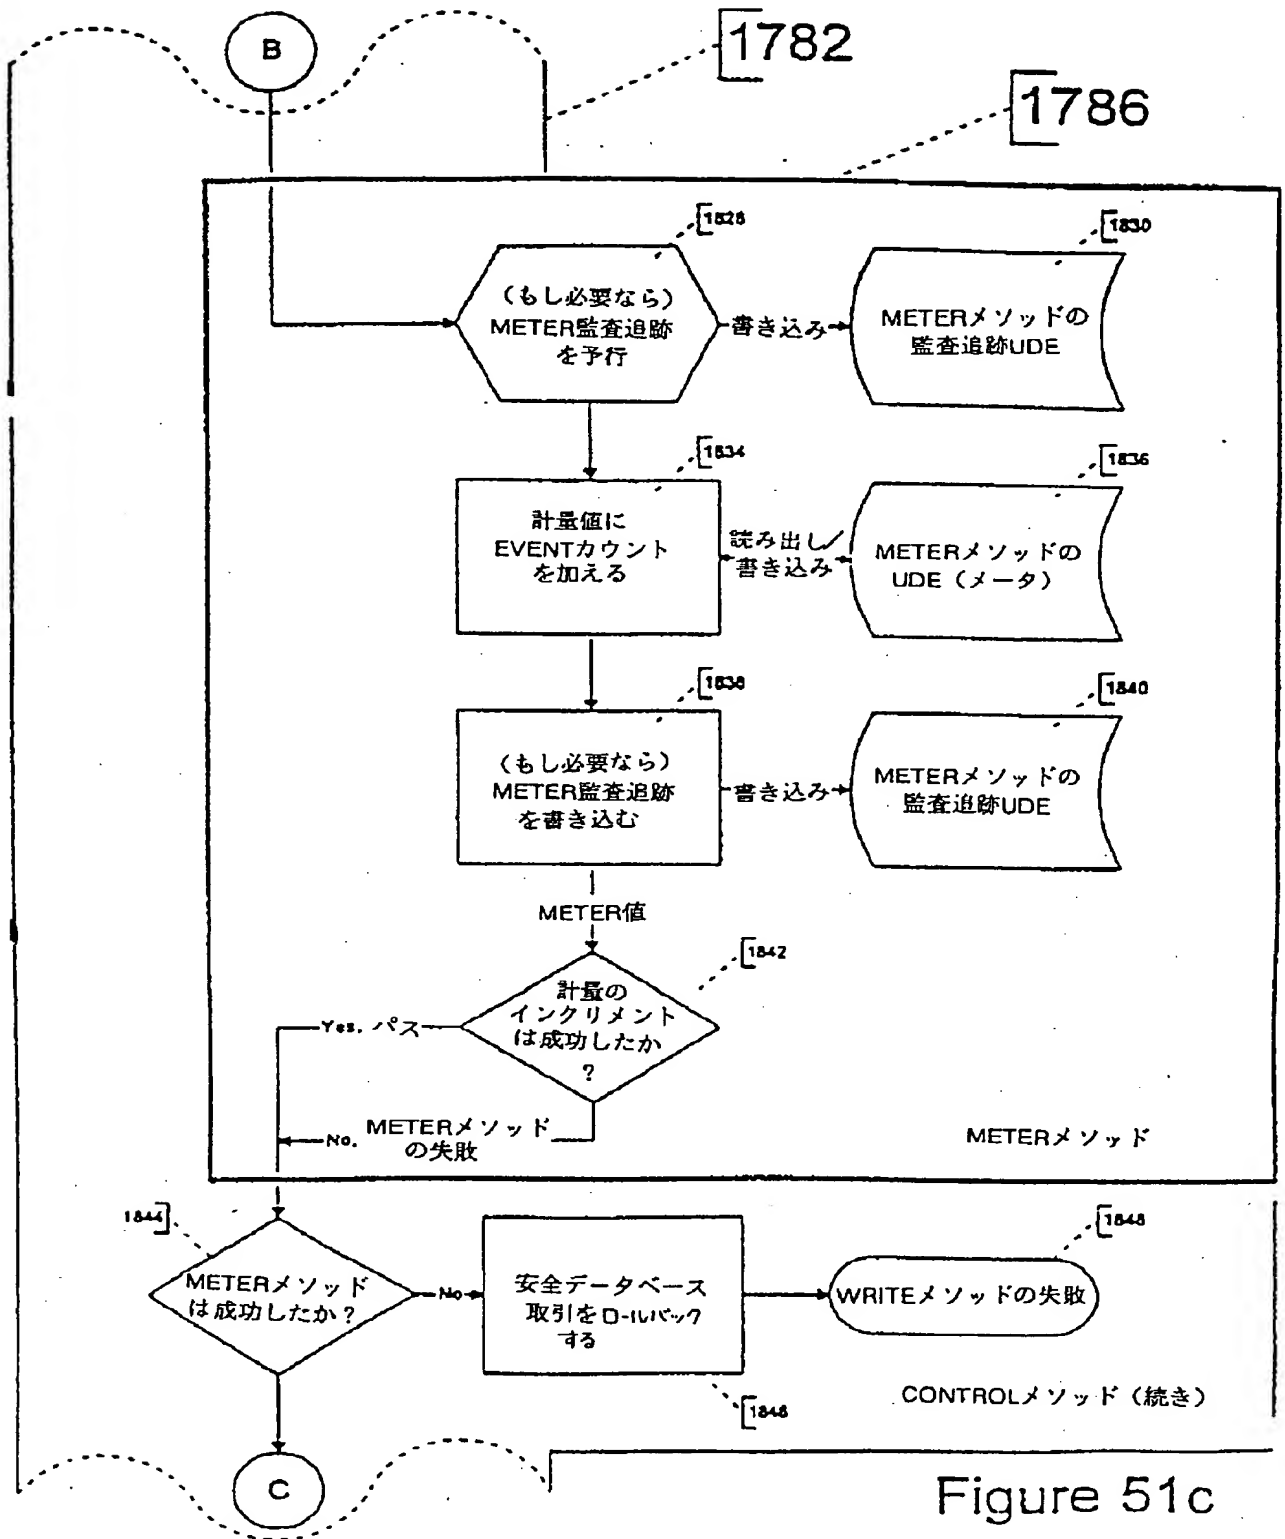 B
1782
1786
1828
(もし必要なら)
METER監査追跡
を予行
書き込み
1830
METERメソッドの
監査追跡UDE
1834
計量値に
EVENTカウント
を加える
読み出し/
書き込み
1836
METERメソッドの
UDE(メータ)
1838
(もし必要なら)
METER監査追跡
を書き込む
書き込み
1840
METERメソッドの
監査追跡UDE
METER値
1842
計量の
インクリメント
は成功したか
?
Yes, パス
No.
METERメソッド
の失敗
METERメソッド
1844
METERメソッド
は成功したか?
No
安全データベース
取引をロールバック
する
1846
1848
WRITEメソッドの失敗
CONTROLメソッド(続き)
C
Figure 51c